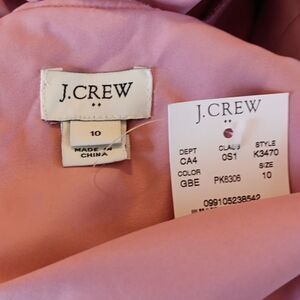 J.CREW
10
MADE IN
CHINA
J.CREW
DEPT CLASS STYLE
CA4 0S1 K3470
COLOR SIZE
GBE PK6306 10
099105238542